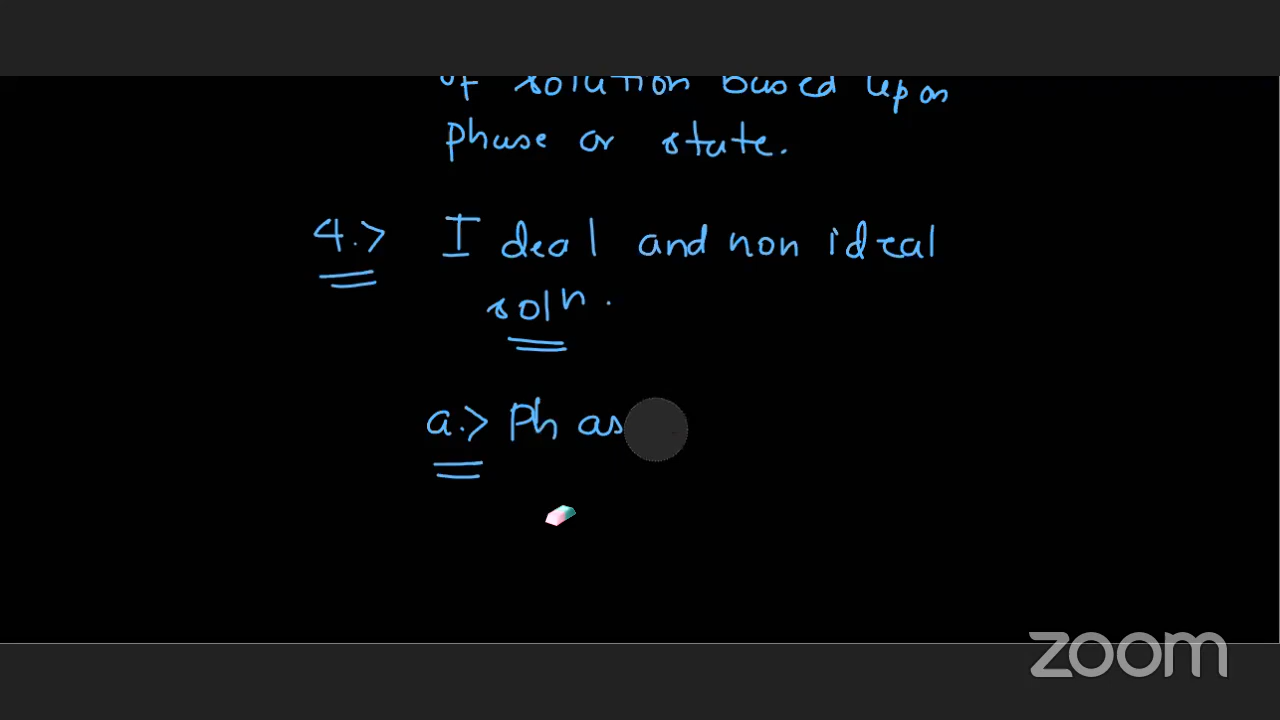 of solution based upon
phase or state.
4.> Ideal and non ideal
soln.
a.> Phas
zoom